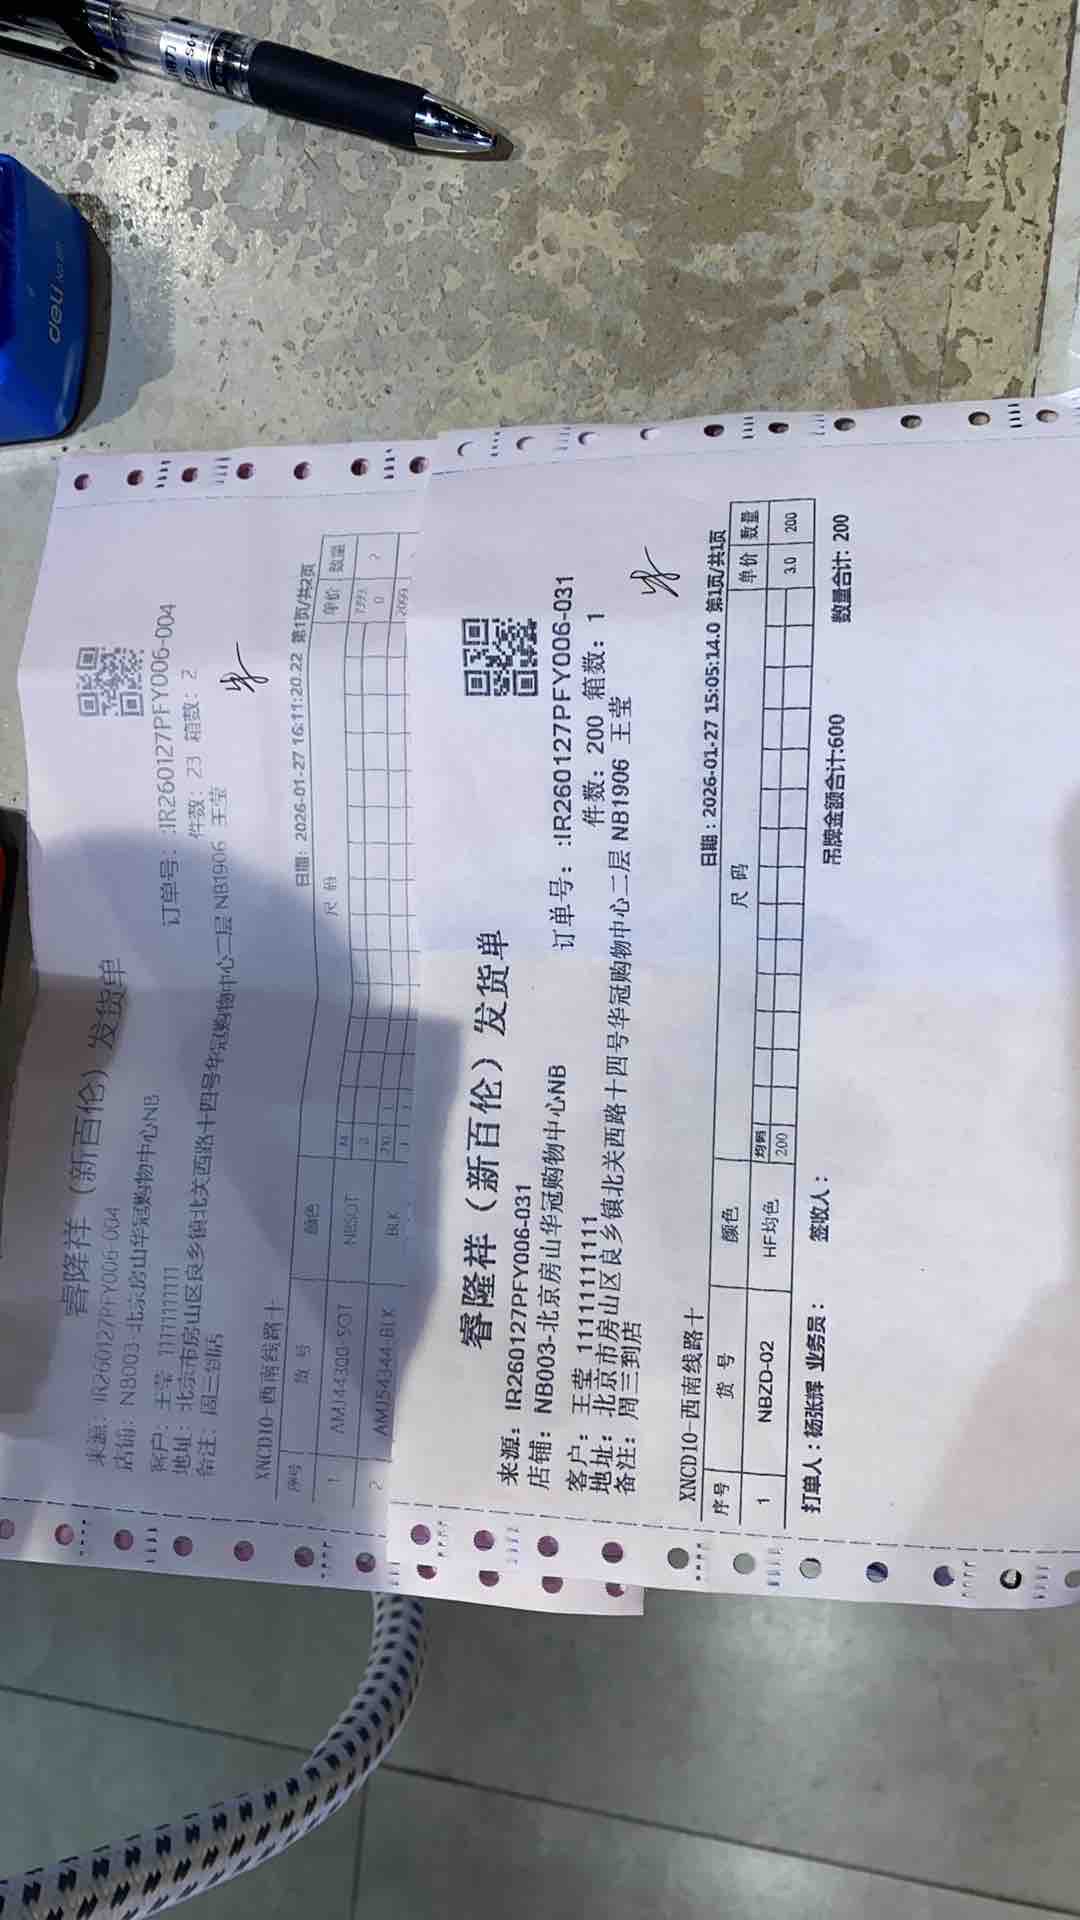 deli
睿隆祥（新百伦）发货单
来源：IR260127PFY006-004
店铺：NB003-北京房山华冠购物中心NB
订单号：:IR260127PFY006-004
客户：王莹 11111111111
件数：23 箱数：2
地址：北京市房山区良乡镇北关西路十四号华冠购物中心二层 NB1906 王莹
备注：周三到店
XNCD10-西南线路十
日期：2026-01-27 16:11:20.22 第1页/共2页
序号 货号 颜色 尺码 单价 数量
1 AMJ44300-SOT NBSOT M
2
2 AMJ54344-BLK BLK
睿隆祥（新百伦）发货单
来源：IR260127PFY006-031
店铺：NB003-北京房山华冠购物中心NB
订单号：:IR260127PFY006-031
客户：王莹 11111111111
件数：200 箱数：1
地址：北京市房山区良乡镇北关西路十四号华冠购物中心二层 NB1906 王莹
备注：周三到店
XNCD10-西南线路十
日期：2026-01-27 15:05:14.0 第1页/共1页
序号 货号 颜色 尺码 单价 数量
均码
1 NBZD-02 HF均色 200 3.0 200
打单人：杨张辉 业务员： 签收人： 吊牌金额合计:600 数量合计: 200